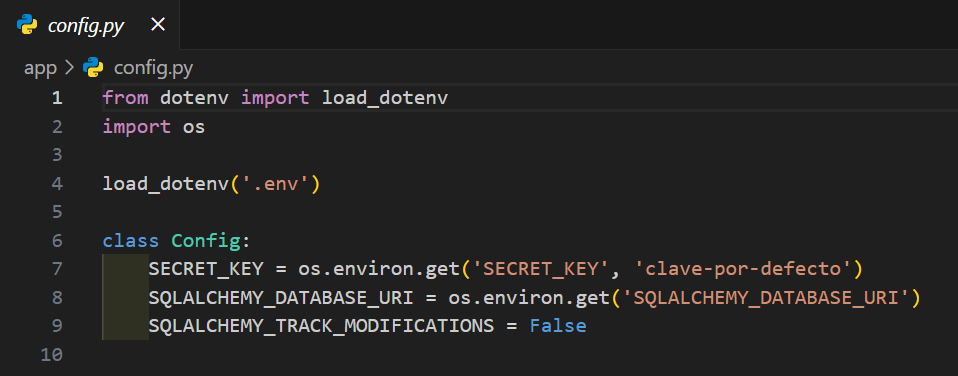 config.py
app > config.py
1 from dotenv import load_dotenv
2 import os
3
4 load_dotenv('.env')
5
6 class Config:
7     SECRET_KEY = os.environ.get('SECRET_KEY', 'clave-por-defecto')
8     SQLALCHEMY_DATABASE_URI = os.environ.get('SQLALCHEMY_DATABASE_URI')
9     SQLALCHEMY_TRACK_MODIFICATIONS = False
10